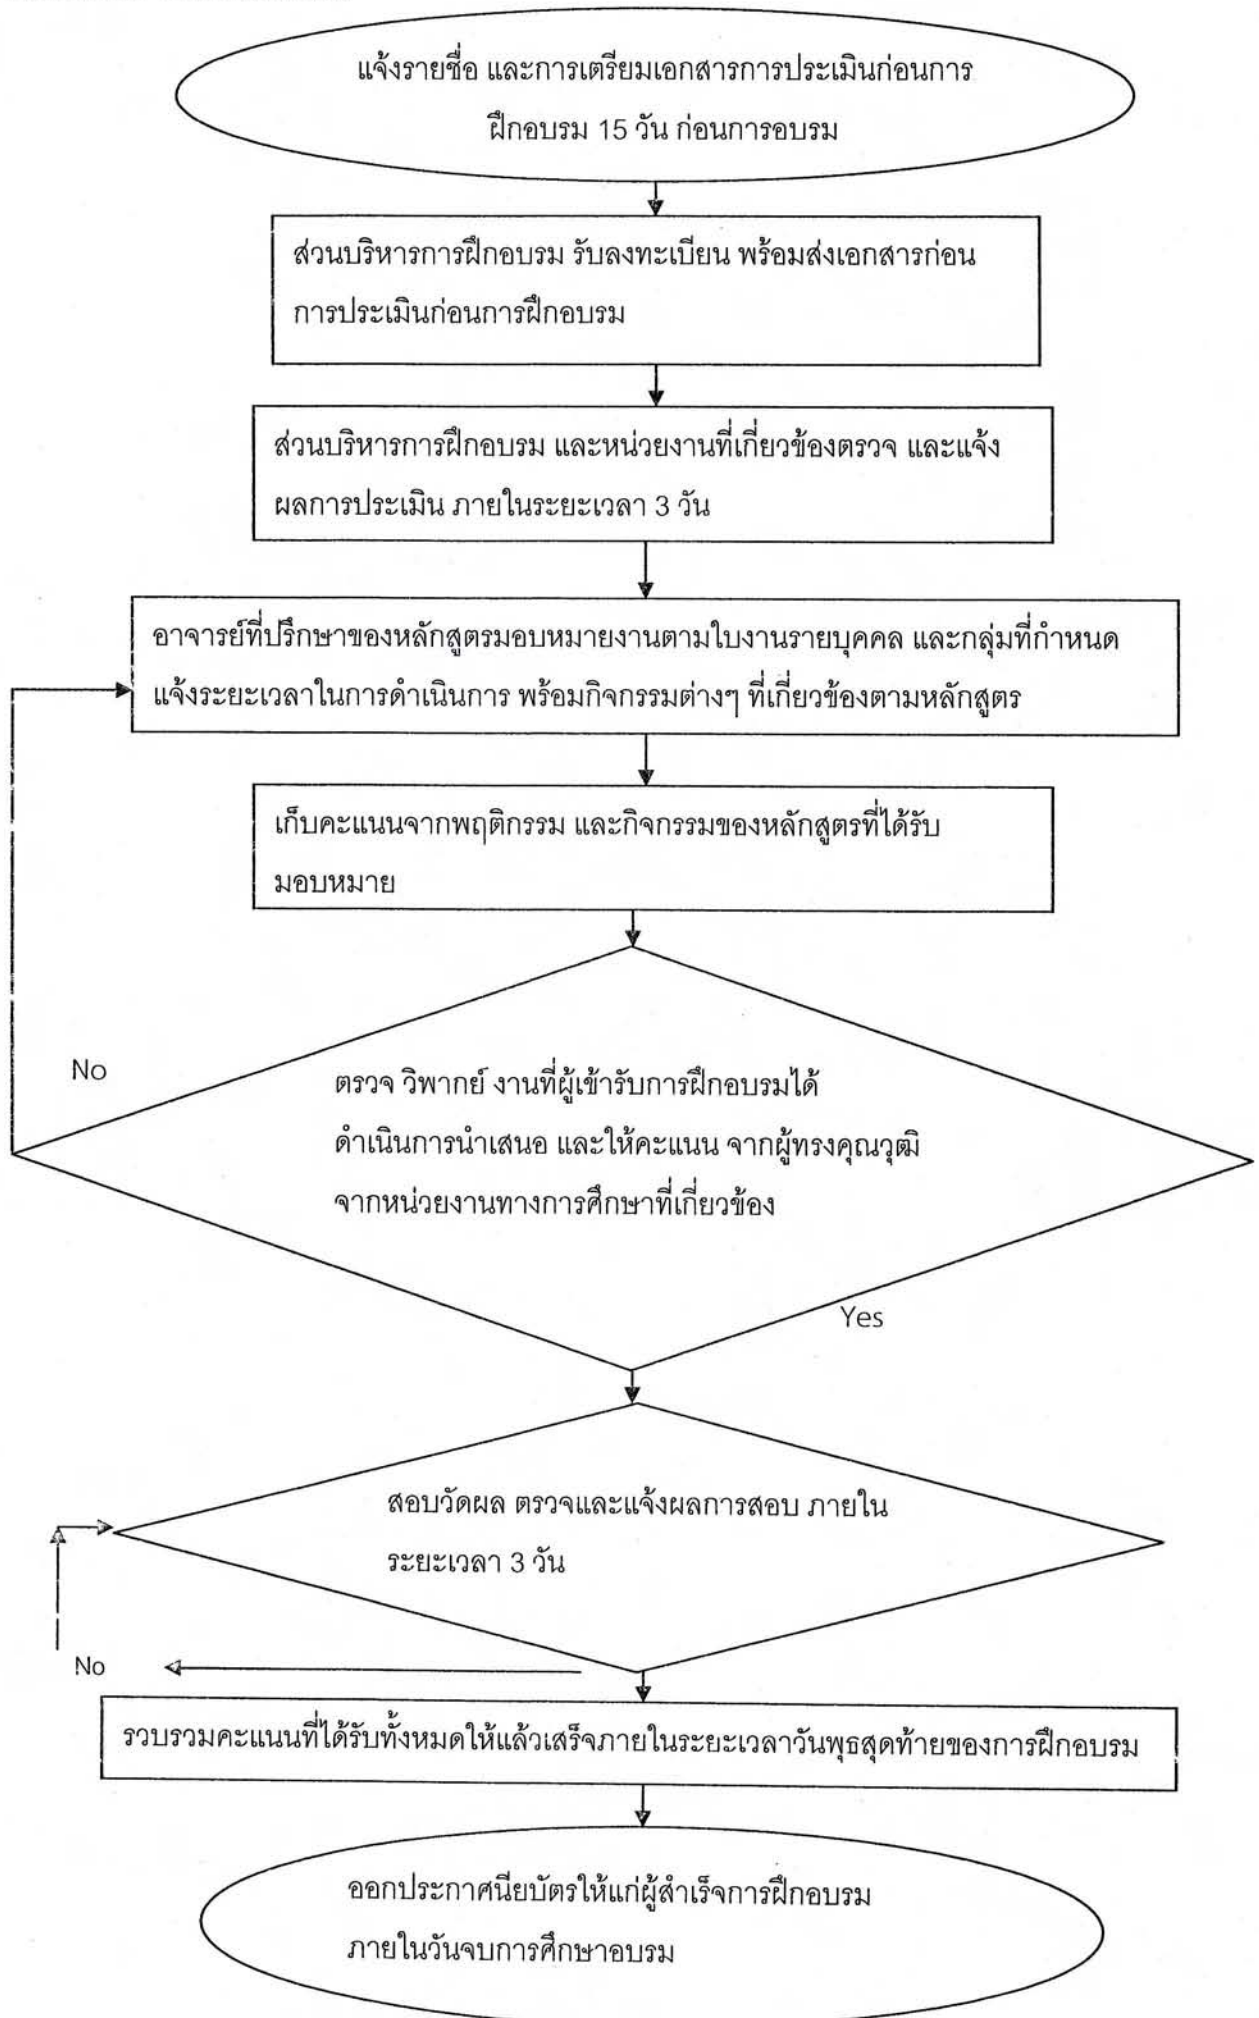 แจ้งรายชื่อ และการเตรียมเอกสารการประเมินก่อนการ
ฝึกอบรม 15 วัน ก่อนการอบรม
ส่วนบริหารการฝึกอบรม รับลงทะเบียน พร้อมส่งเอกสารก่อน
การประเมินก่อนการฝึกอบรม
ส่วนบริหารการฝึกอบรม และหน่วยงานที่เกี่ยวข้องตรวจ และแจ้ง
ผลการประเมิน ภายในระยะเวลา 3 วัน
อาจารย์ที่ปรึกษาของหลักสูตรมอบหมายงานตามใบงานรายบุคคล และกลุ่มที่กำหนด
แจ้งระยะเวลาในการดำเนินการ พร้อมกิจกรรมต่างๆ ที่เกี่ยวข้องตามหลักสูตร
เก็บคะแนนจากพฤติกรรม และกิจกรรมของหลักสูตรที่ได้รับ
มอบหมาย
No
ตรวจ วิพากย์ งานที่ผู้เข้ารับการฝึกอบรมได้
ดำเนินการนำเสนอ และให้คะแนน จากผู้ทรงคุณวุฒิ
จากหน่วยงานทางการศึกษาที่เกี่ยวข้อง
Yes
สอบวัดผล ตรวจและแจ้งผลการสอบ ภายใน
ระยะเวลา 3 วัน
No
รวบรวมคะแนนที่ได้รับทั้งหมดให้แล้วเสร็จภายในระยะเวลาวันพุธสุดท้ายของการฝึกอบรม
ออกประกาศนียบัตรให้แก่ผู้สำเร็จการฝึกอบรม
ภายในวันจบการศึกษาอบรม